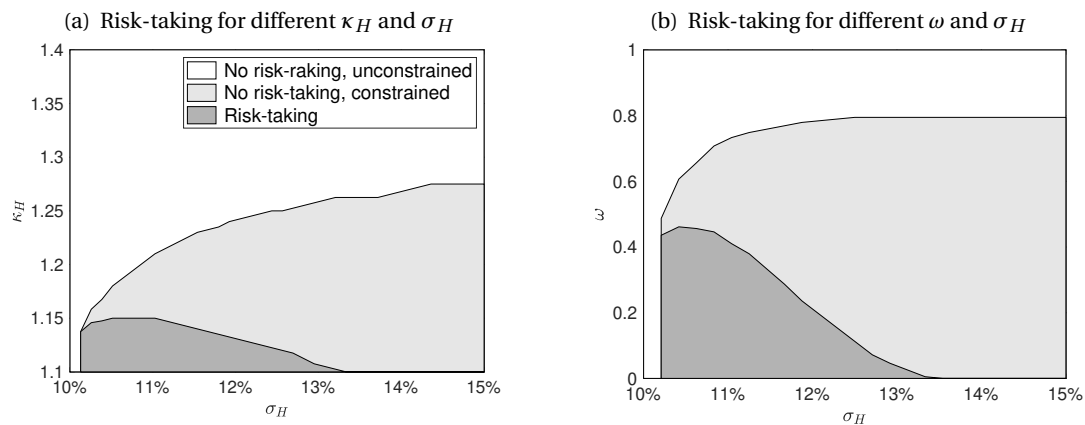 (a) Risk-taking for different κ_H and σ_H
1.4
1.35
1.3
1.25
1.2
1.15
1.1
κ_H
No risk-raking, unconstrained
No risk-taking, constrained
Risk-taking
10% 11% 12% 13% 14% 15%
σ_H
(b) Risk-taking for different ω and σ_H
1
0.8
0.6
0.4
0.2
0
ω
10% 11% 12% 13% 14% 15%
σ_H